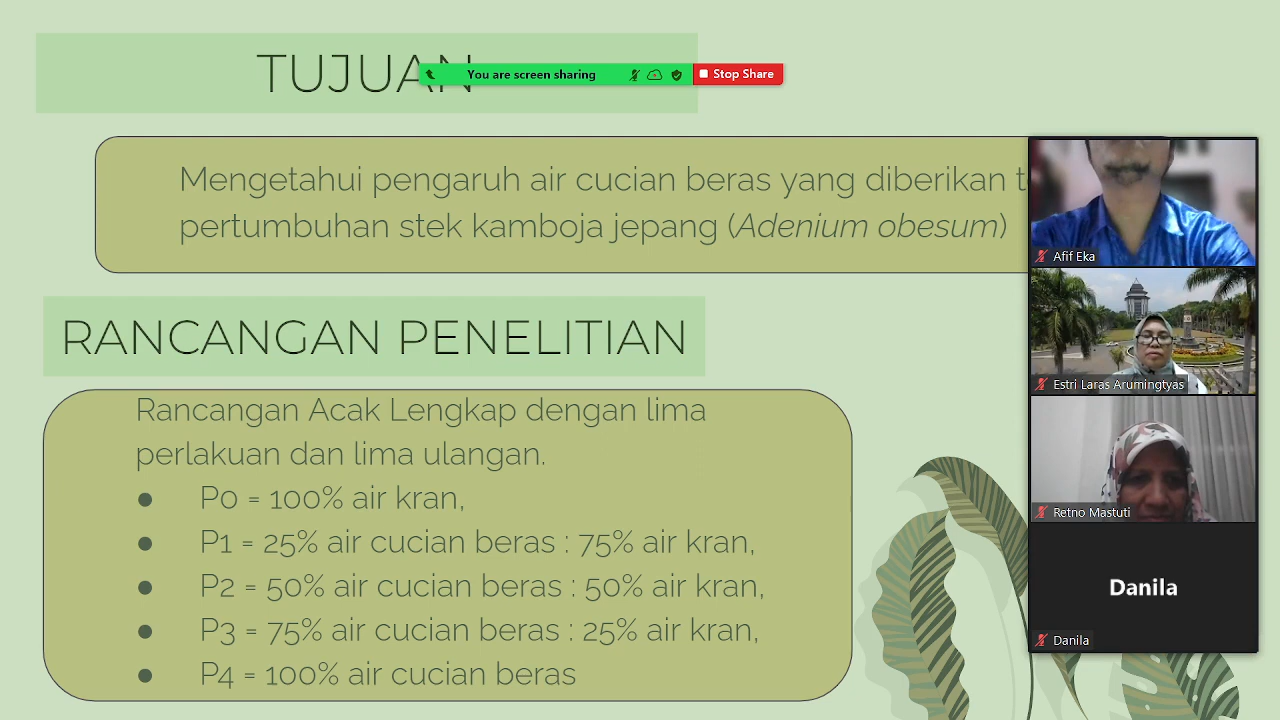 TUJUAN
You are screen sharing
Stop Share
Mengetahui pengaruh air cucian beras yang diberikan
pertumbuhan stek kamboja jepang (Adenium obesum)
RANCANGAN PENELITIAN
Rancangan Acak Lengkap dengan lima
perlakuan dan lima ulangan.
● P0 = 100% air kran,
● P1 = 25% air cucian beras : 75% air kran,
● P2 = 50% air cucian beras : 50% air kran,
● P3 = 75% air cucian beras : 25% air kran,
● P4 = 100% air cucian beras
Afif Eka
Estri Laras Arumingtyas
Retno Mastuti
Danila
Danila